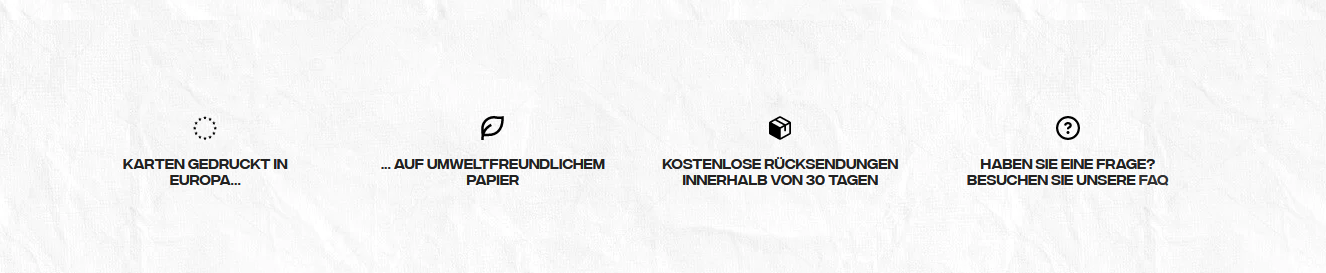 KARTEN GEDRUCKT IN
EUROPA...
... AUF UMWELTFREUNDLICHEM
PAPIER
KOSTENLOSE RÜCKSENDUNGEN
INNERHALB VON 30 TAGEN
HABEN SIE EINE FRAGE?
BESUCHEN SIE UNSERE FAQ